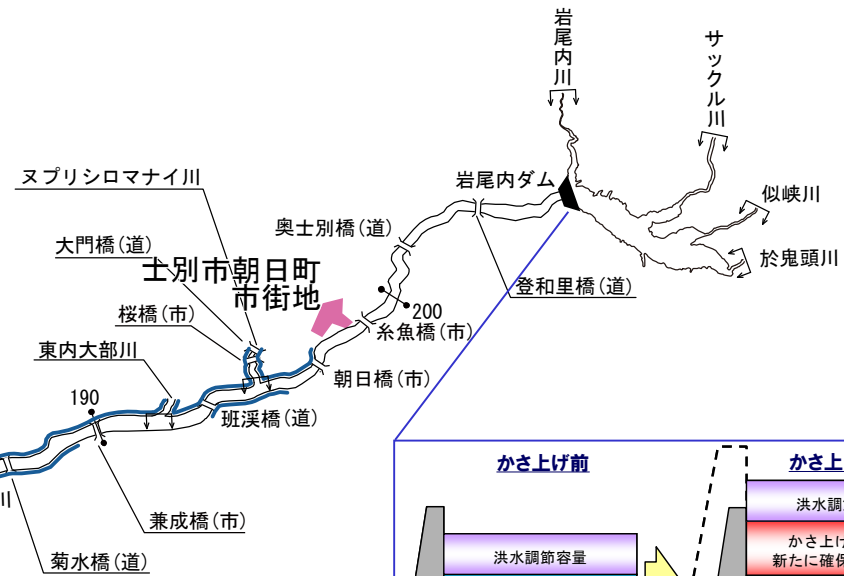 岩尾内川
サックル川
ヌプリシロマナイ川
岩尾内ダム
似峡川
大門橋(道)
奥士別橋(道)
於鬼頭川
士別市朝日町
市街地
登和里橋(道)
桜橋(市)
200
糸魚橋(市)
東内大部川
朝日橋(市)
190
班渓橋(道)
川
兼成橋(市)
菊水橋(道)
かさ上げ前
かさ上
洪水調節容量
洪水調
かさ上げ
新たに確保